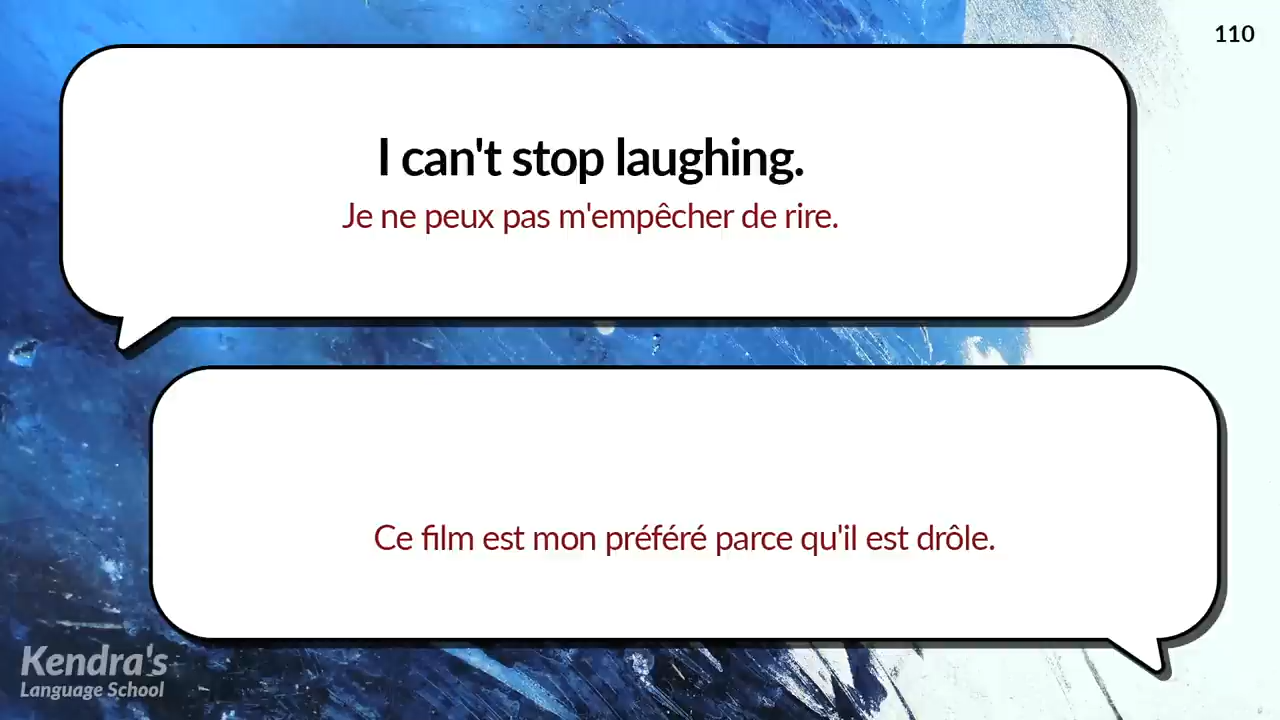 110
I can't stop laughing.
Je ne peux pas m'empêcher de rire.
Ce film est mon préféré parce qu'il est drôle.
Kendra's
Language School